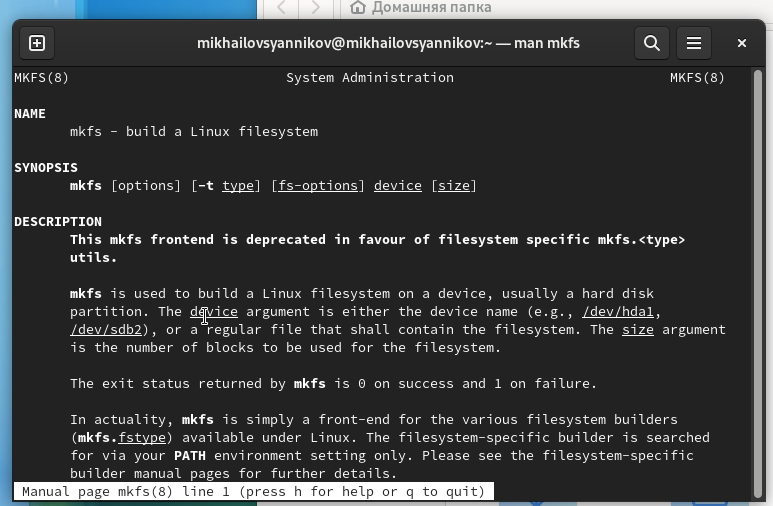 Домашняя папка
mikhailovsyannikov@mikhailovsyannikov:~ — man mkfs
MKFS(8) System Administration MKFS(8)
NAME
mkfs - build a Linux filesystem
SYNOPSIS
mkfs [options] [-t type] [fs-options] device [size]
DESCRIPTION
This mkfs frontend is deprecated in favour of filesystem specific mkfs.<type>
utils.
mkfs is used to build a Linux filesystem on a device, usually a hard disk
partition. The device argument is either the device name (e.g., /dev/hda1,
/dev/sdb2), or a regular file that shall contain the filesystem. The size argument
is the number of blocks to be used for the filesystem.
The exit status returned by mkfs is 0 on success and 1 on failure.
In actuality, mkfs is simply a front-end for the various filesystem builders
(mkfs.fstype) available under Linux. The filesystem-specific builder is searched
for via your PATH environment setting only. Please see the filesystem-specific
builder manual pages for further details.
Manual page mkfs(8) line 1 (press h for help or q to quit)